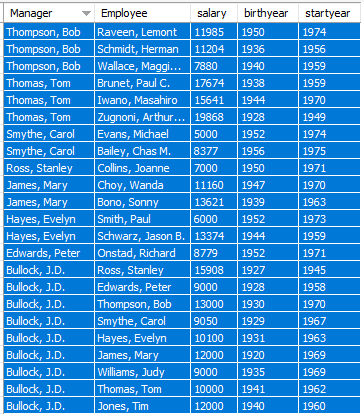 Manager Employee salary birthyear startyear
Thompson, Bob Raveen, Lemont 11985 1950 1974
Thompson, Bob Schmidt, Herman 11204 1936 1956
Thompson, Bob Wallace, Maggi... 7880 1940 1959
Thomas, Tom Brunet, Paul C. 17674 1938 1959
Thomas, Tom Iwano, Masahiro 15641 1944 1970
Thomas, Tom Zugnoni, Arthur... 19868 1928 1949
Smythe, Carol Evans, Michael 5000 1952 1974
Smythe, Carol Bailey, Chas M. 8377 1956 1975
Ross, Stanley Collins, Joanne 7000 1950 1971
James, Mary Choy, Wanda 11160 1947 1970
James, Mary Bono, Sonny 13621 1939 1963
Hayes, Evelyn Smith, Paul 6000 1952 1973
Hayes, Evelyn Schwarz, Jason B. 13374 1944 1959
Edwards, Peter Onstad, Richard 8779 1952 1971
Bullock, J.D. Ross, Stanley 15908 1927 1945
Bullock, J.D. Edwards, Peter 9000 1928 1958
Bullock, J.D. Thompson, Bob 13000 1930 1970
Bullock, J.D. Smythe, Carol 9050 1929 1967
Bullock, J.D. Hayes, Evelyn 10100 1931 1963
Bullock, J.D. James, Mary 12000 1920 1969
Bullock, J.D. Williams, Judy 9000 1935 1969
Bullock, J.D. Thomas, Tom 10000 1941 1962
Bullock, J.D. Jones, Tim 12000 1940 1960